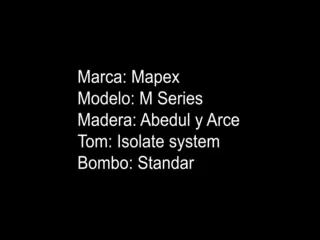 Marca: Mapex
Modelo: M Series
Madera: Abedul y Arce
Tom: Isolate system
Bombo: Standar